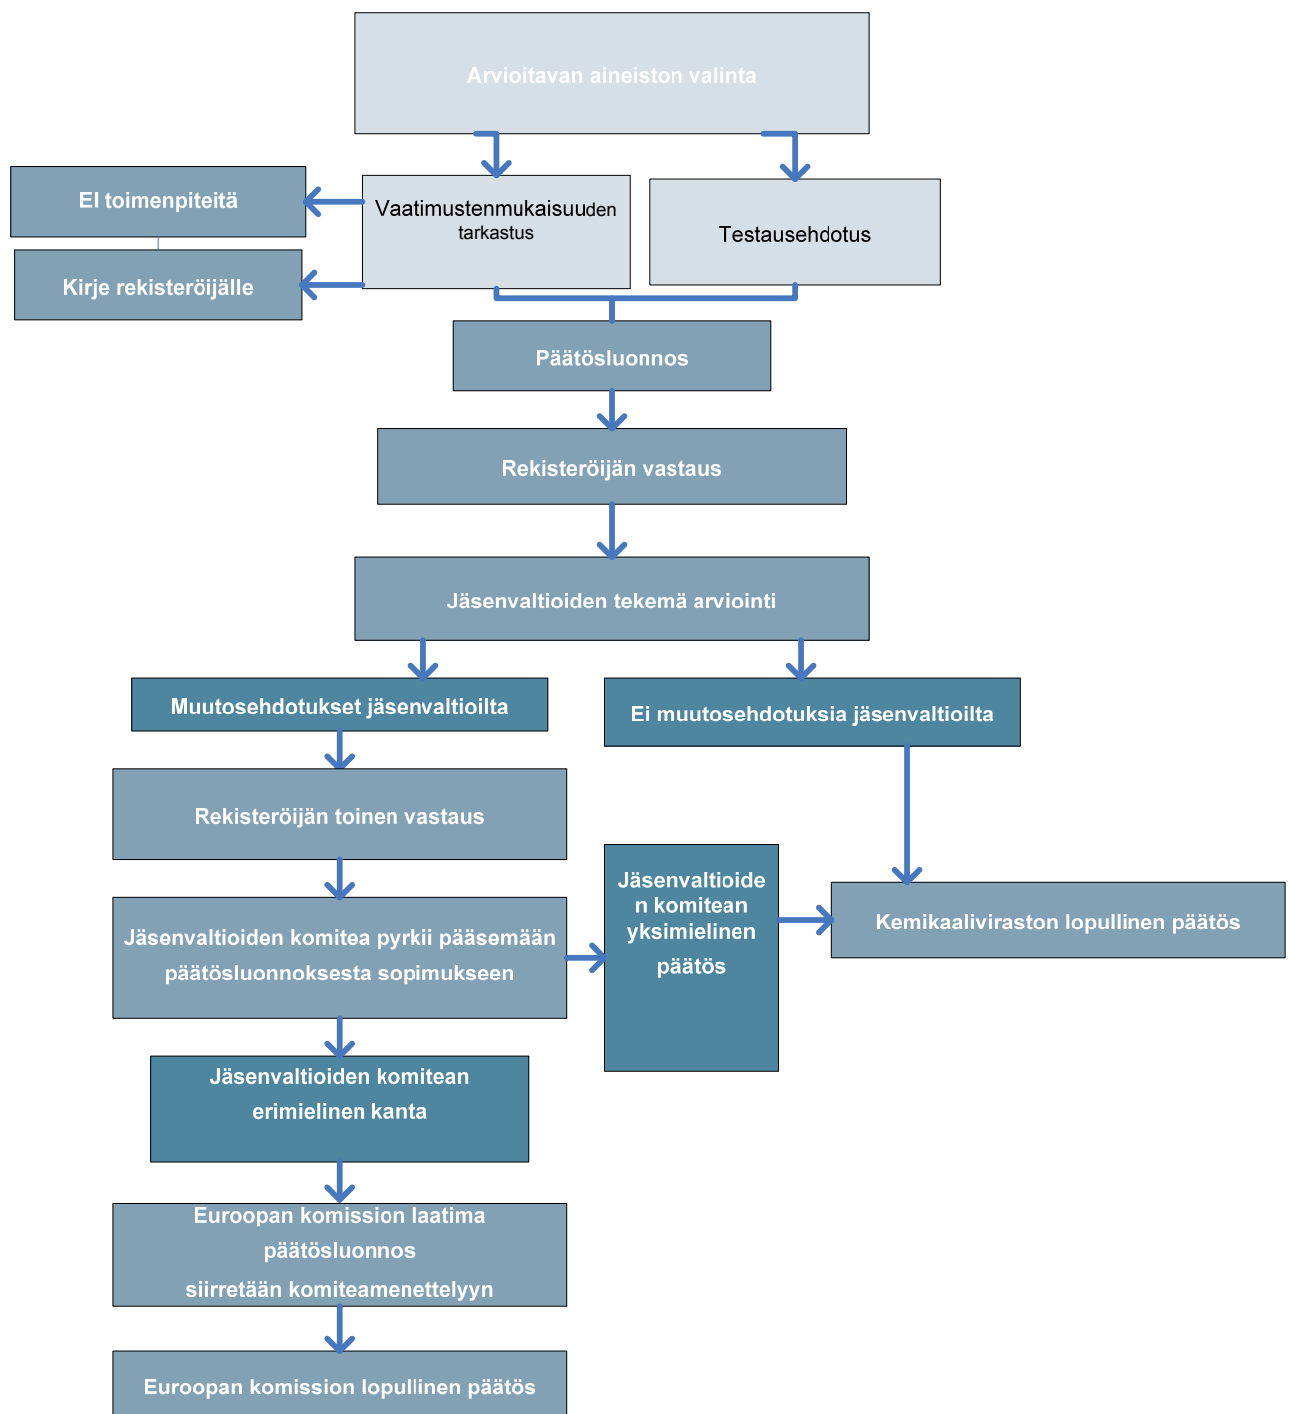 Arvioitavan aineiston valinta
EI toimenpiteitä
Kirje rekisteröijälle
Vaatimustenmukaisuuden
tarkastus
Testausehdotus
Päätösluonnos
Rekisteröijän vastaus
Jäsenvaltioiden tekemä arviointi
Muutosehdotukset jäsenvaltioilta
Ei muutosehdotuksia jäsenvaltioilta
Rekisteröijän toinen vastaus
Jäsenvaltioiden komitea pyrkii pääsemään
päätösluonnoksesta sopimukseen
Jäsenvaltioide
n komitean
yksimielinen
päätös
Kemikaaliviraston lopullinen päätös
Jäsenvaltioiden komitean
erimielinen kanta
Euroopan komission laatima
päätösluonnos
siirretään komiteamenettelyyn
Euroopan komission lopullinen päätös